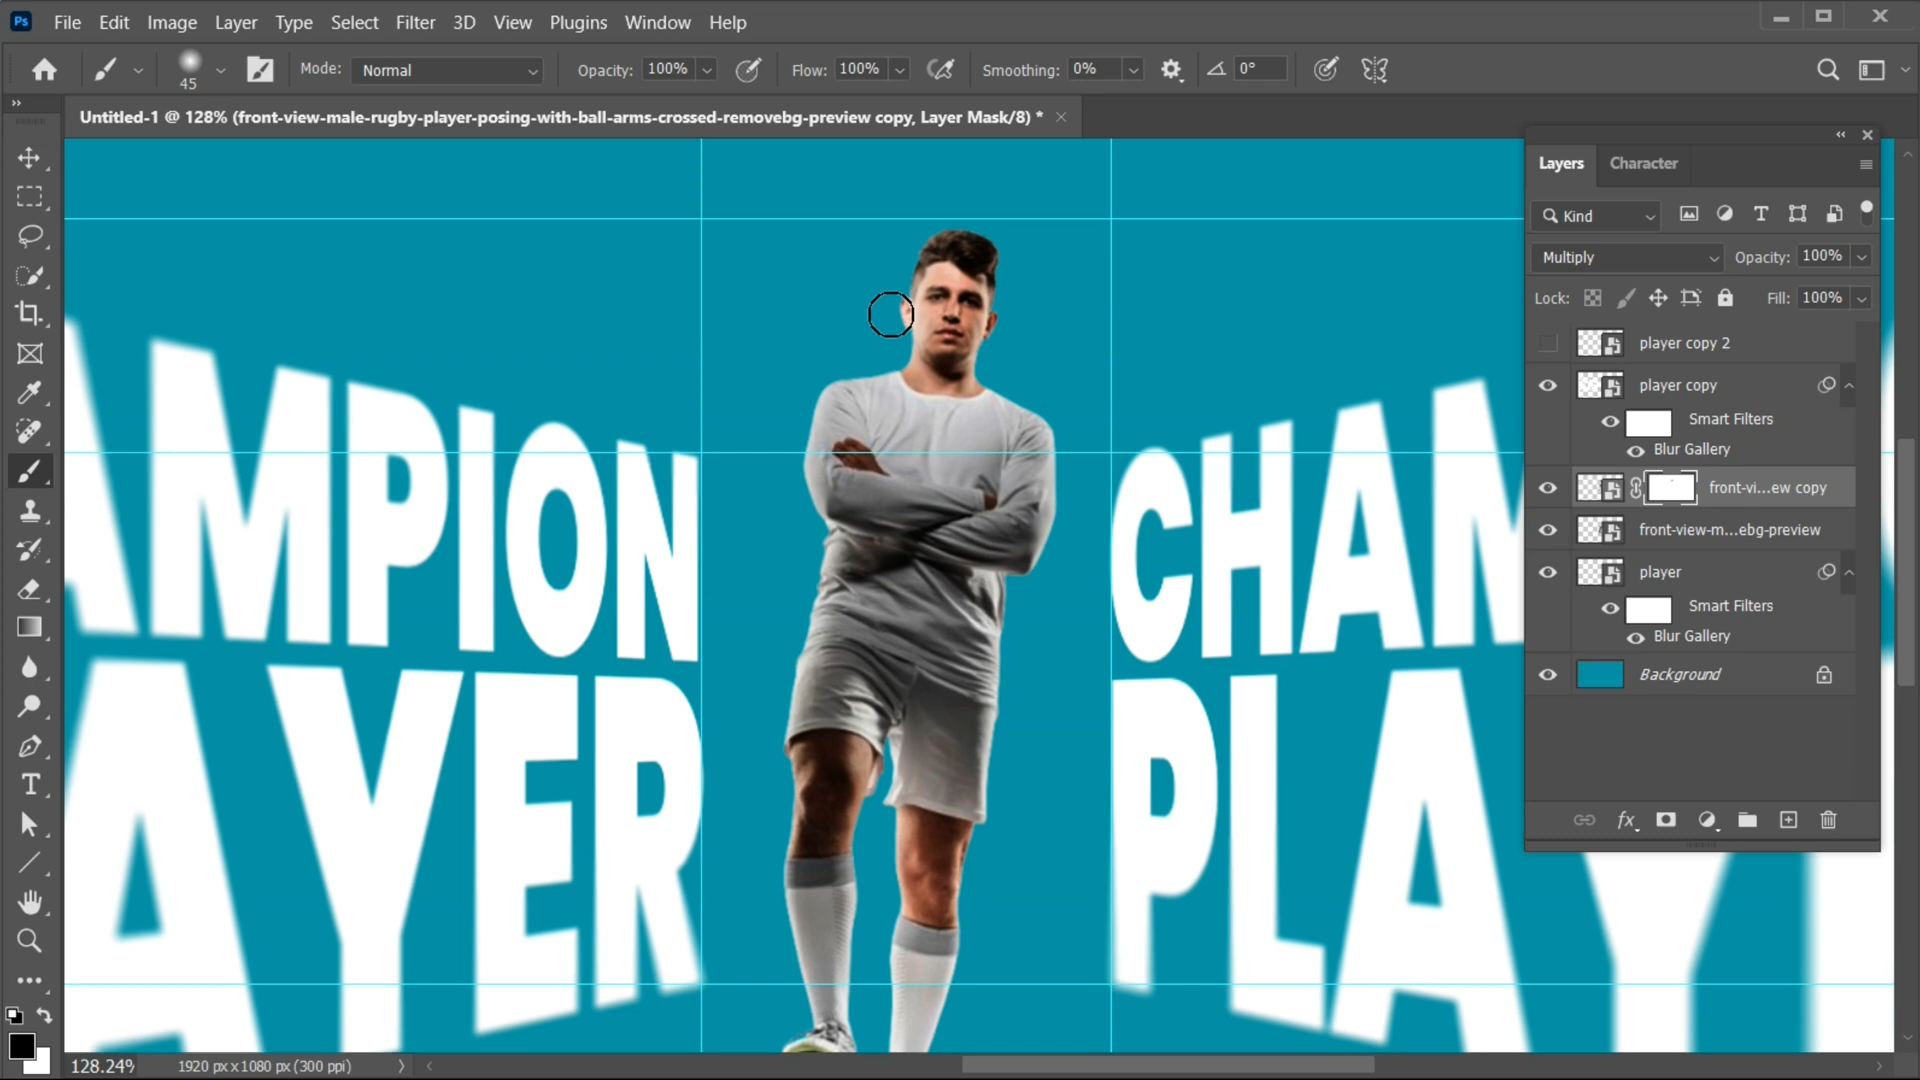 Ps File Edit Image Layer Type Select Filter 3D View Plugins Window Help
45 Mode: Normal Opacity: 100% Flow: 100% Smoothing: 0% 0°
Untitled-1 @ 128% (front-view-male-rugby-player-posing-with-ball-arms-crossed-removebg-preview copy, Layer Mask/8) *
Layers Character
Kind
Multiply Opacity: 100%
Lock: Fill: 100%
player copy 2
player copy
Smart Filters
Blur Gallery
front-vi...ew copy
front-view-m...ebg-preview
player
Smart Filters
Blur Gallery
Background
fx
AMPION CHAM
AYER PLAY
128.24% 1920 px x 1080 px (300 ppi)